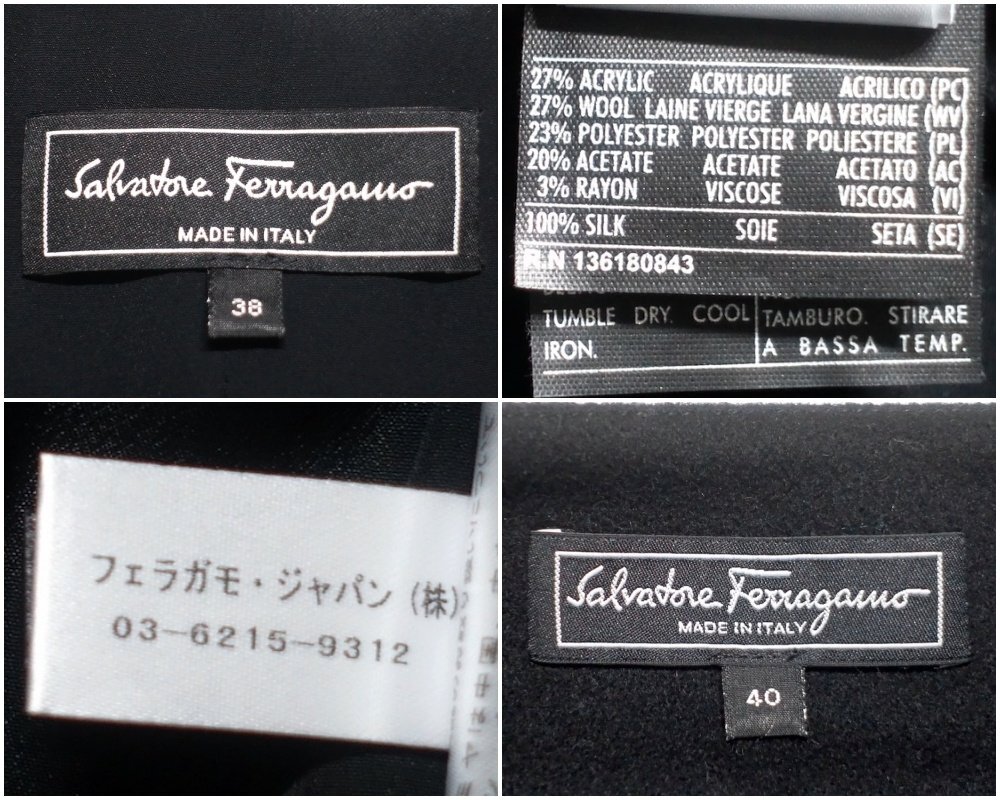 Salvatore Ferragamo
MADE IN ITALY
38
27% ACRYLIC ACRYLIQUE ACRILICO (PC)
27% WOOL LAINE VIERGE LANA VERGINE (WV)
23% POLYESTER POLYESTER POLIESTERE (PL)
20% ACETATE ACETATE ACETATO (AC)
3% RAYON VISCOSE VISCOSA (VI)
100% SILK SOIE SETA (SE)
R.N 136180843
TUMBLE DRY. COOL
IRON.
TAMBURO. STIRARE
A BASSA TEMP.
フェラガモ・ジャパン(株)
03-6215-9312
Salvatore Ferragamo
MADE IN ITALY
40